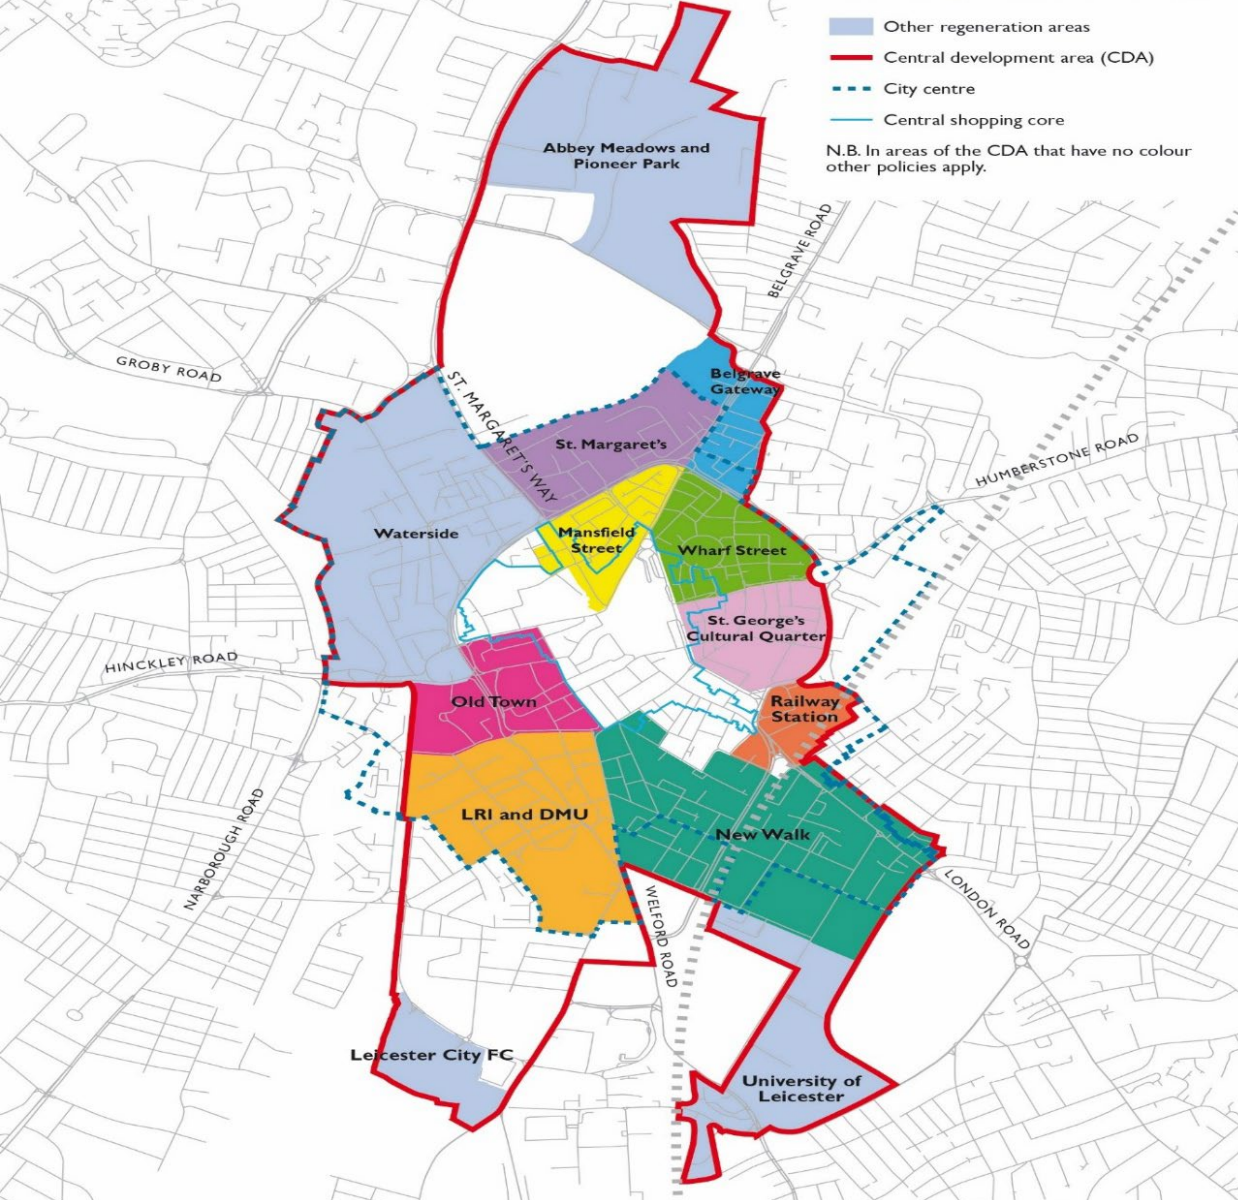 Other regeneration areas
Central development area (CDA)
City centre
Central shopping core
N.B. In areas of the CDA that have no colour
other policies apply.
Abbey Meadows and
Pioneer Park
BELGRAVE ROAD
GROBY ROAD
ST. MARGARET'S WAY
Belgrave
Gateway
St. Margaret's
HUMBERSTONE ROAD
Waterside
Mansfield
Street
Wharf Street
St. George's
Cultural Quarter
HINCKLEY ROAD
Old Town
Railway
Station
LRI and DMU
New Walk
NARBOROUGH ROAD
WELFORD ROAD
LONDON ROAD
Leicester City FC
University of
Leicester